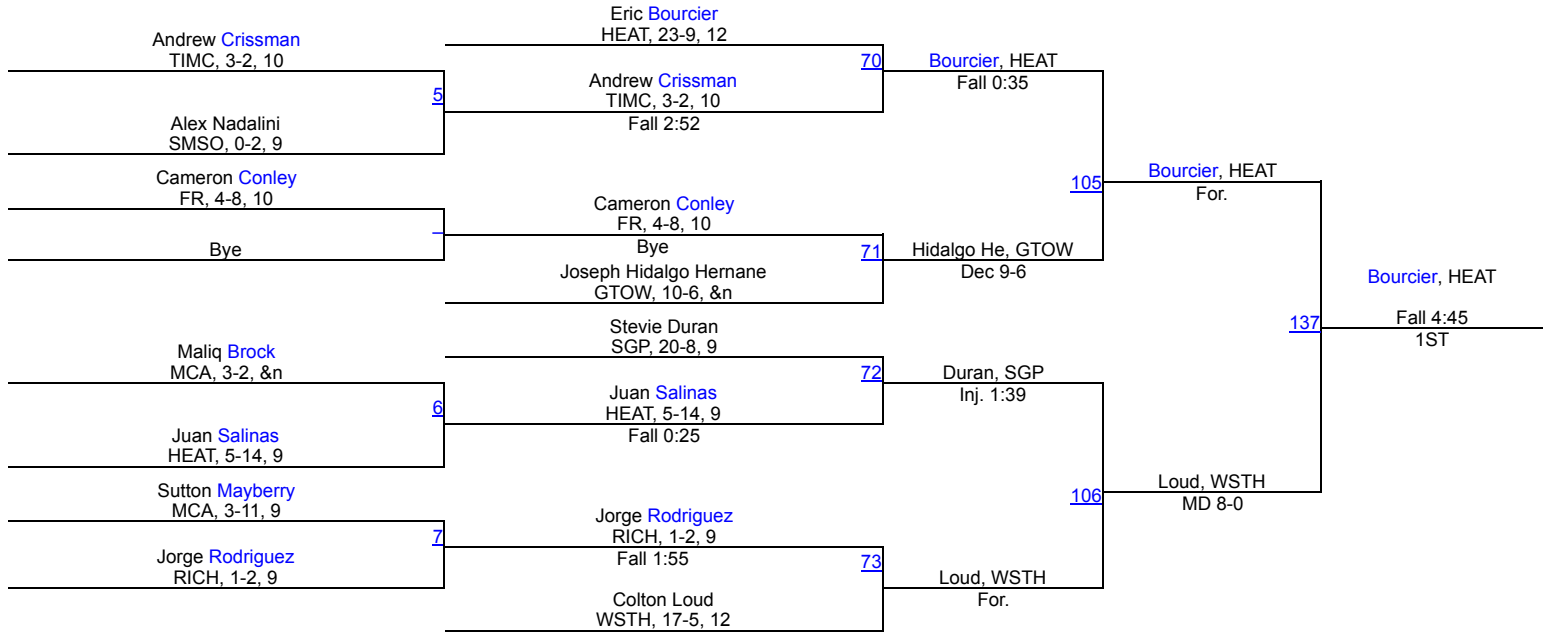 Andrew Crissman
TIMC, 3-2, 10
5
Alex Nadalini
SMSO, 0-2, 9
Cameron Conley
FR, 4-8, 10
_
Bye
Maliq Brock
MCA, 3-2, &n
6
Juan Salinas
HEAT, 5-14, 9
Sutton Mayberry
MCA, 3-11, 9
7
Jorge Rodriguez
RICH, 1-2, 9
Eric Bourcier
HEAT, 23-9, 12
70
Andrew Crissman
TIMC, 3-2, 10
Fall 2:52
Cameron Conley
FR, 4-8, 10
Bye
71
Joseph Hidalgo Hernane
GTOW, 10-6, &n
Stevie Duran
SGP, 20-8, 9
72
Juan Salinas
HEAT, 5-14, 9
Fall 0:25
Jorge Rodriguez
RICH, 1-2, 9
Fall 1:55
73
Colton Loud
WSTH, 17-5, 12
Bourcier, HEAT
Fall 0:35
105
Hidalgo He, GTOW
Dec 9-6
Duran, SGP
Inj. 1:39
106
Loud, WSTH
For.
Bourcier, HEAT
For.
137
Loud, WSTH
MD 8-0
Bourcier, HEAT
Fall 4:45
1ST